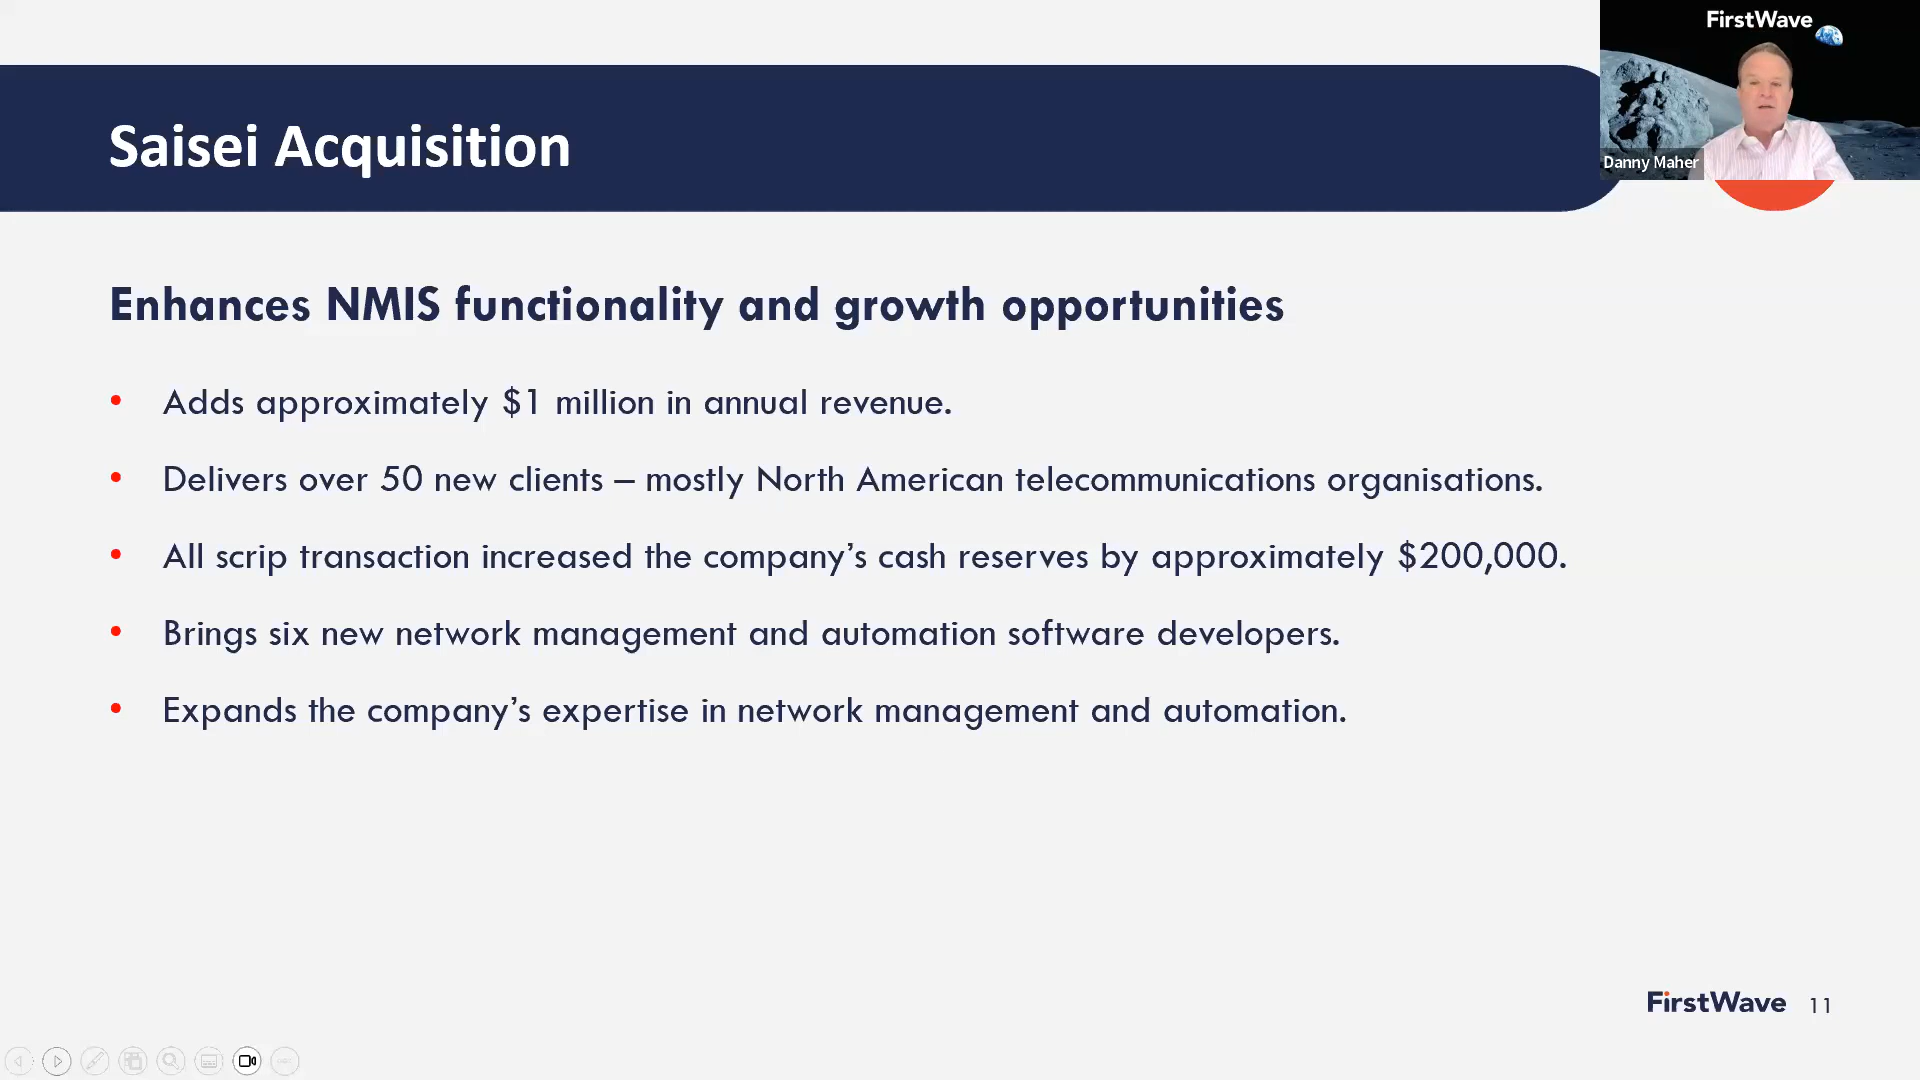 FirstWave
Danny Maher
Saisei Acquisition
Enhances NMIS functionality and growth opportunities
• Adds approximately $1 million in annual revenue.
• Delivers over 50 new clients – mostly North American telecommunications organisations.
• All scrip transaction increased the company’s cash reserves by approximately $200,000.
• Brings six new network management and automation software developers.
• Expands the company’s expertise in network management and automation.
FirstWave 11